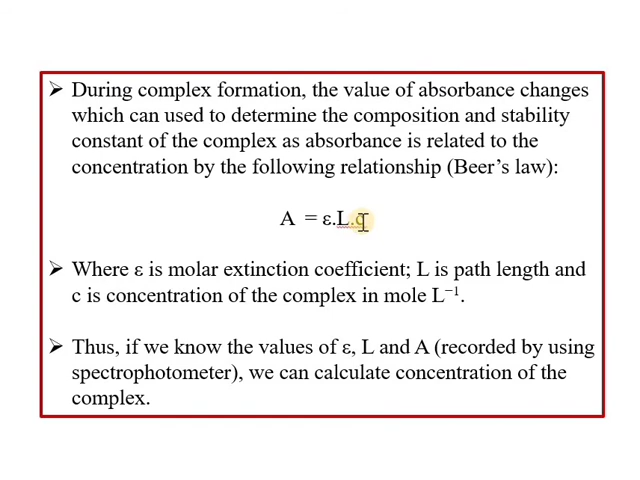 ➢ During complex formation, the value of absorbance changes
which can used to determine the composition and stability
constant of the complex as absorbance is related to the
concentration by the following relationship (Beer’s law):
A = ε.L.c
➢ Where ε is molar extinction coefficient; L is path length and
c is concentration of the complex in mole L⁻¹.
➢ Thus, if we know the values of ε, L and A (recorded by using
spectrophotometer), we can calculate concentration of the
complex.